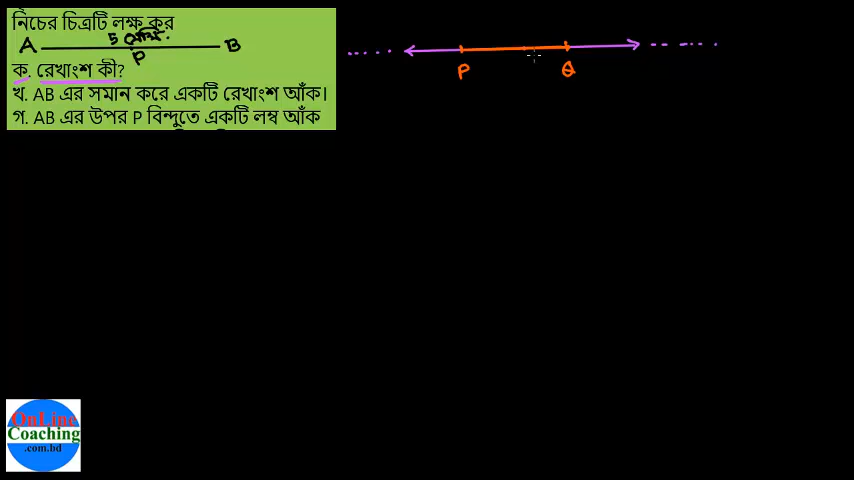 নিচের চিত্রটি লক্ষ কর
5 সেমি.
A B
P
ক. রেখাংশ কী?
খ. AB এর সমান করে একটি রেখাংশ আঁক।
গ. AB এর উপর P বিন্দুতে একটি লম্ব আঁক
P Q
OnLine
Coaching
.com.bd